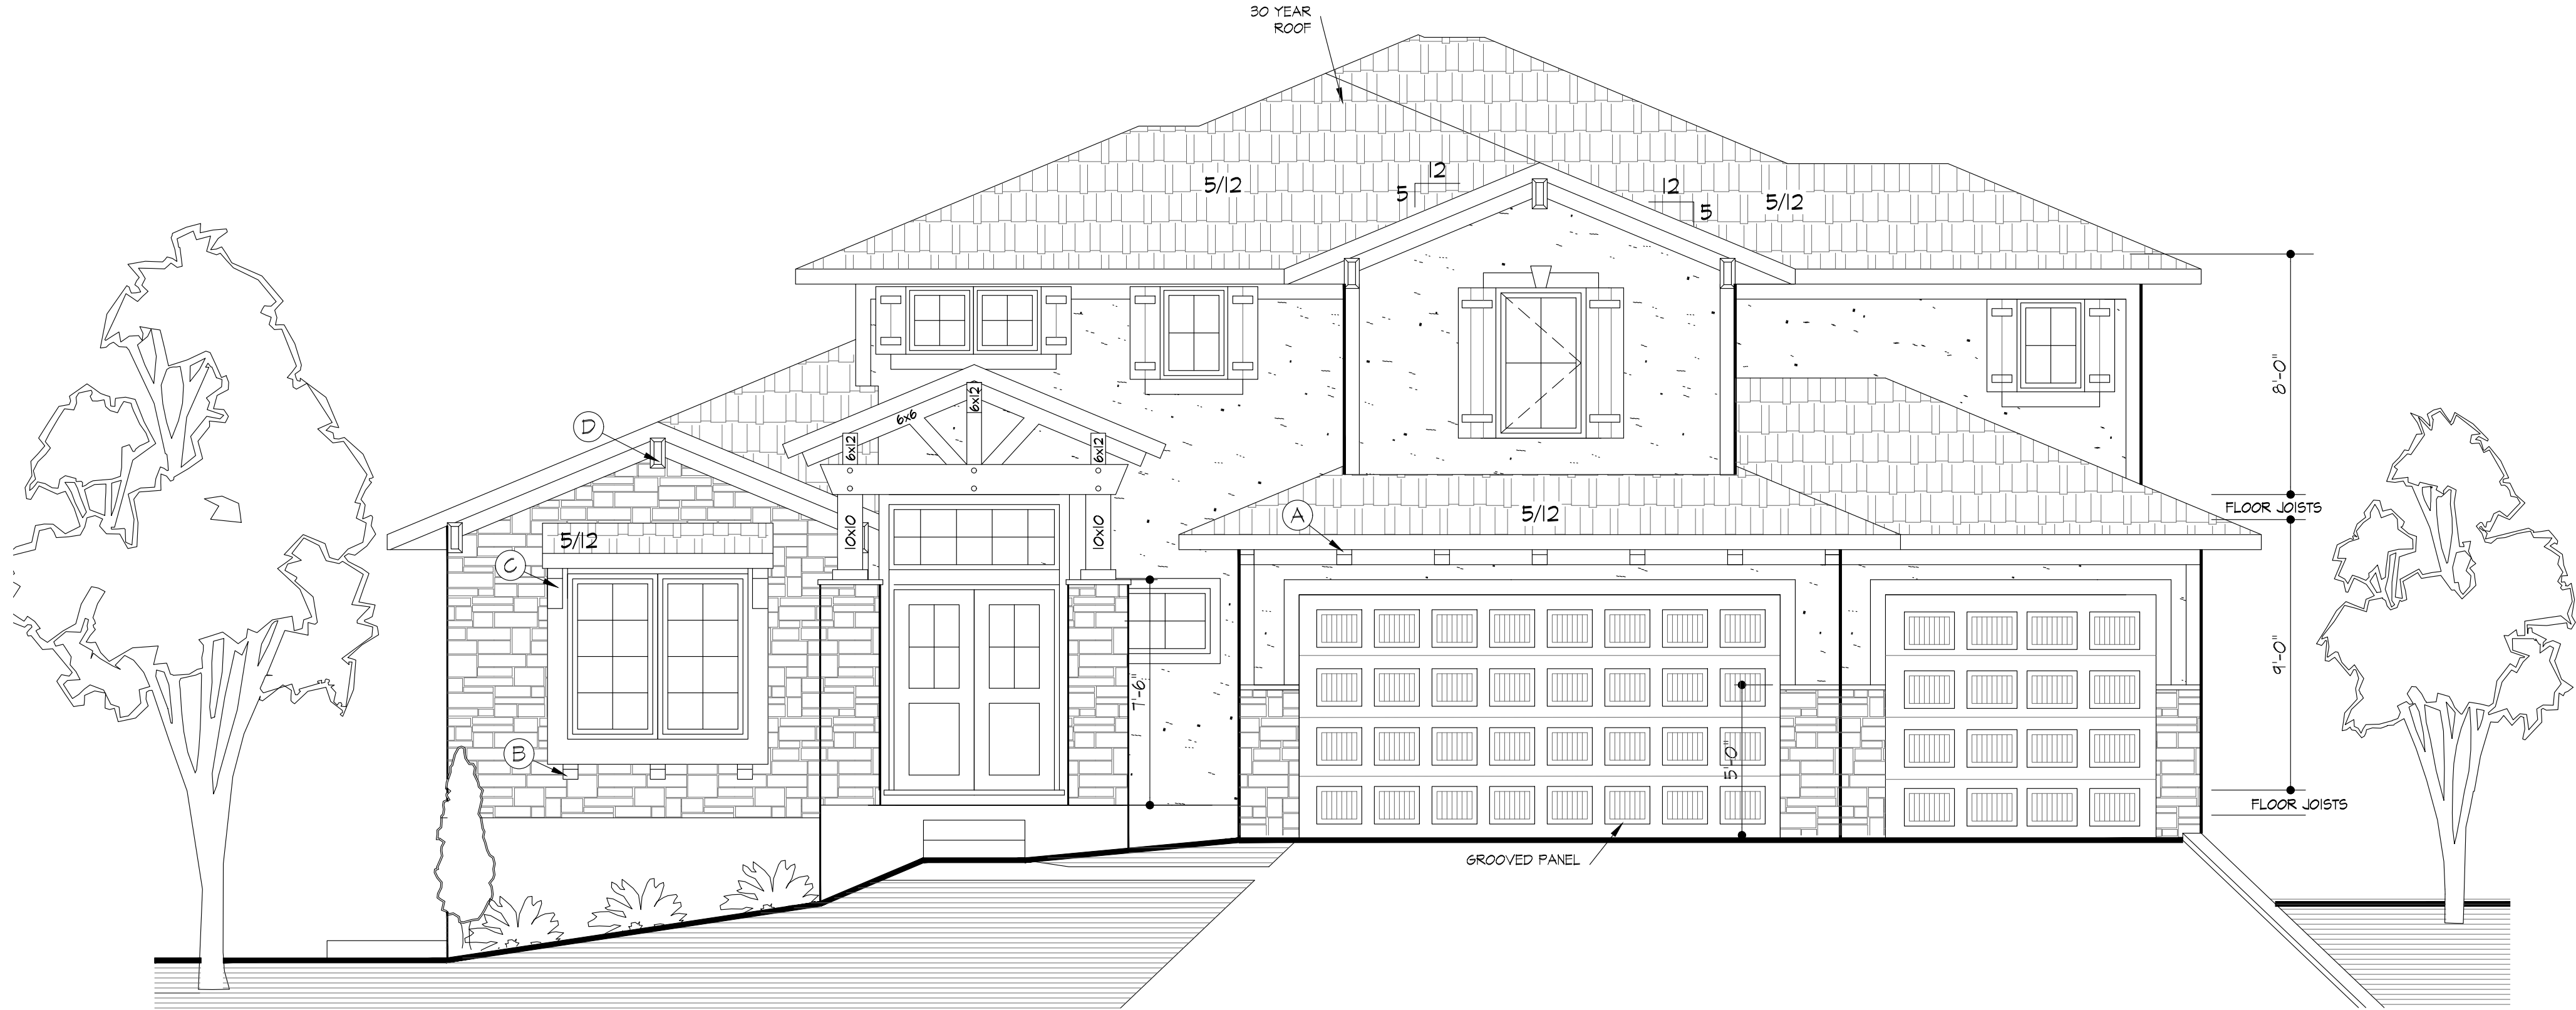 30 YEAR
ROOF
12
5
5/12
12
5
5/12
8'-0"
6x12
6x6
6x12
6x12
D
FLOOR JOISTS
A
5/12
10x10
10x10
5/12
C
9'-0"
7'-6"
B
5'-0"
FLOOR JOISTS
GROOVED PANEL